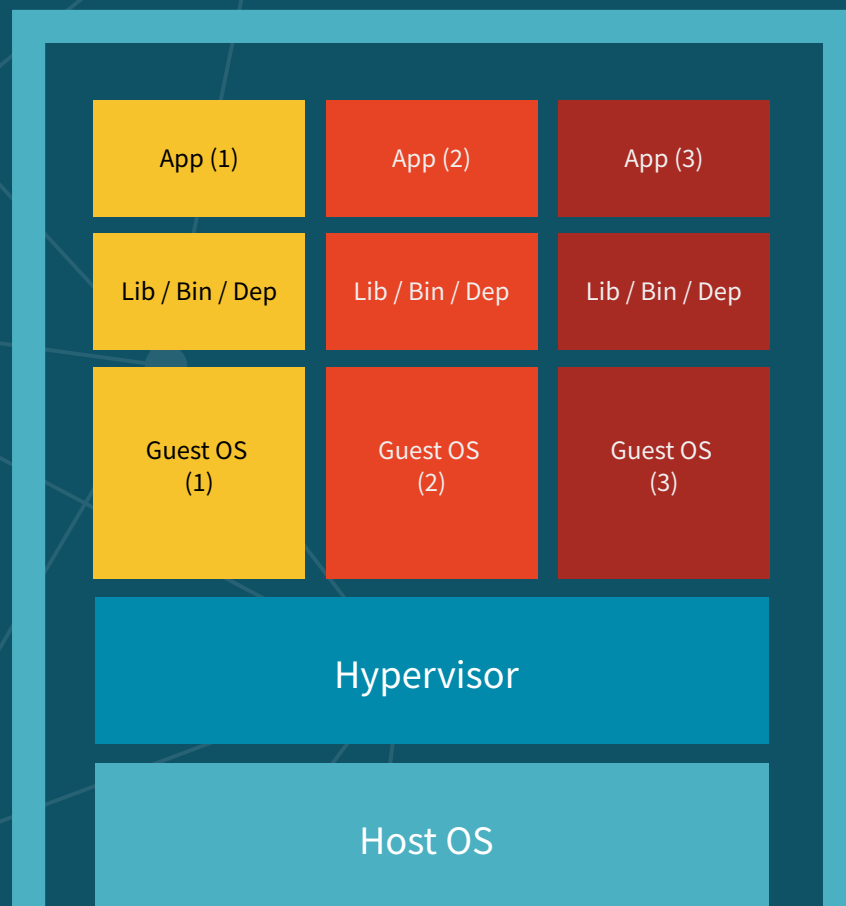 App (1)
App (2)
App (3)
Lib / Bin / Dep
Lib / Bin / Dep
Lib / Bin / Dep
Guest OS
(1)
Guest OS
(2)
Guest OS
(3)
Hypervisor
Host OS